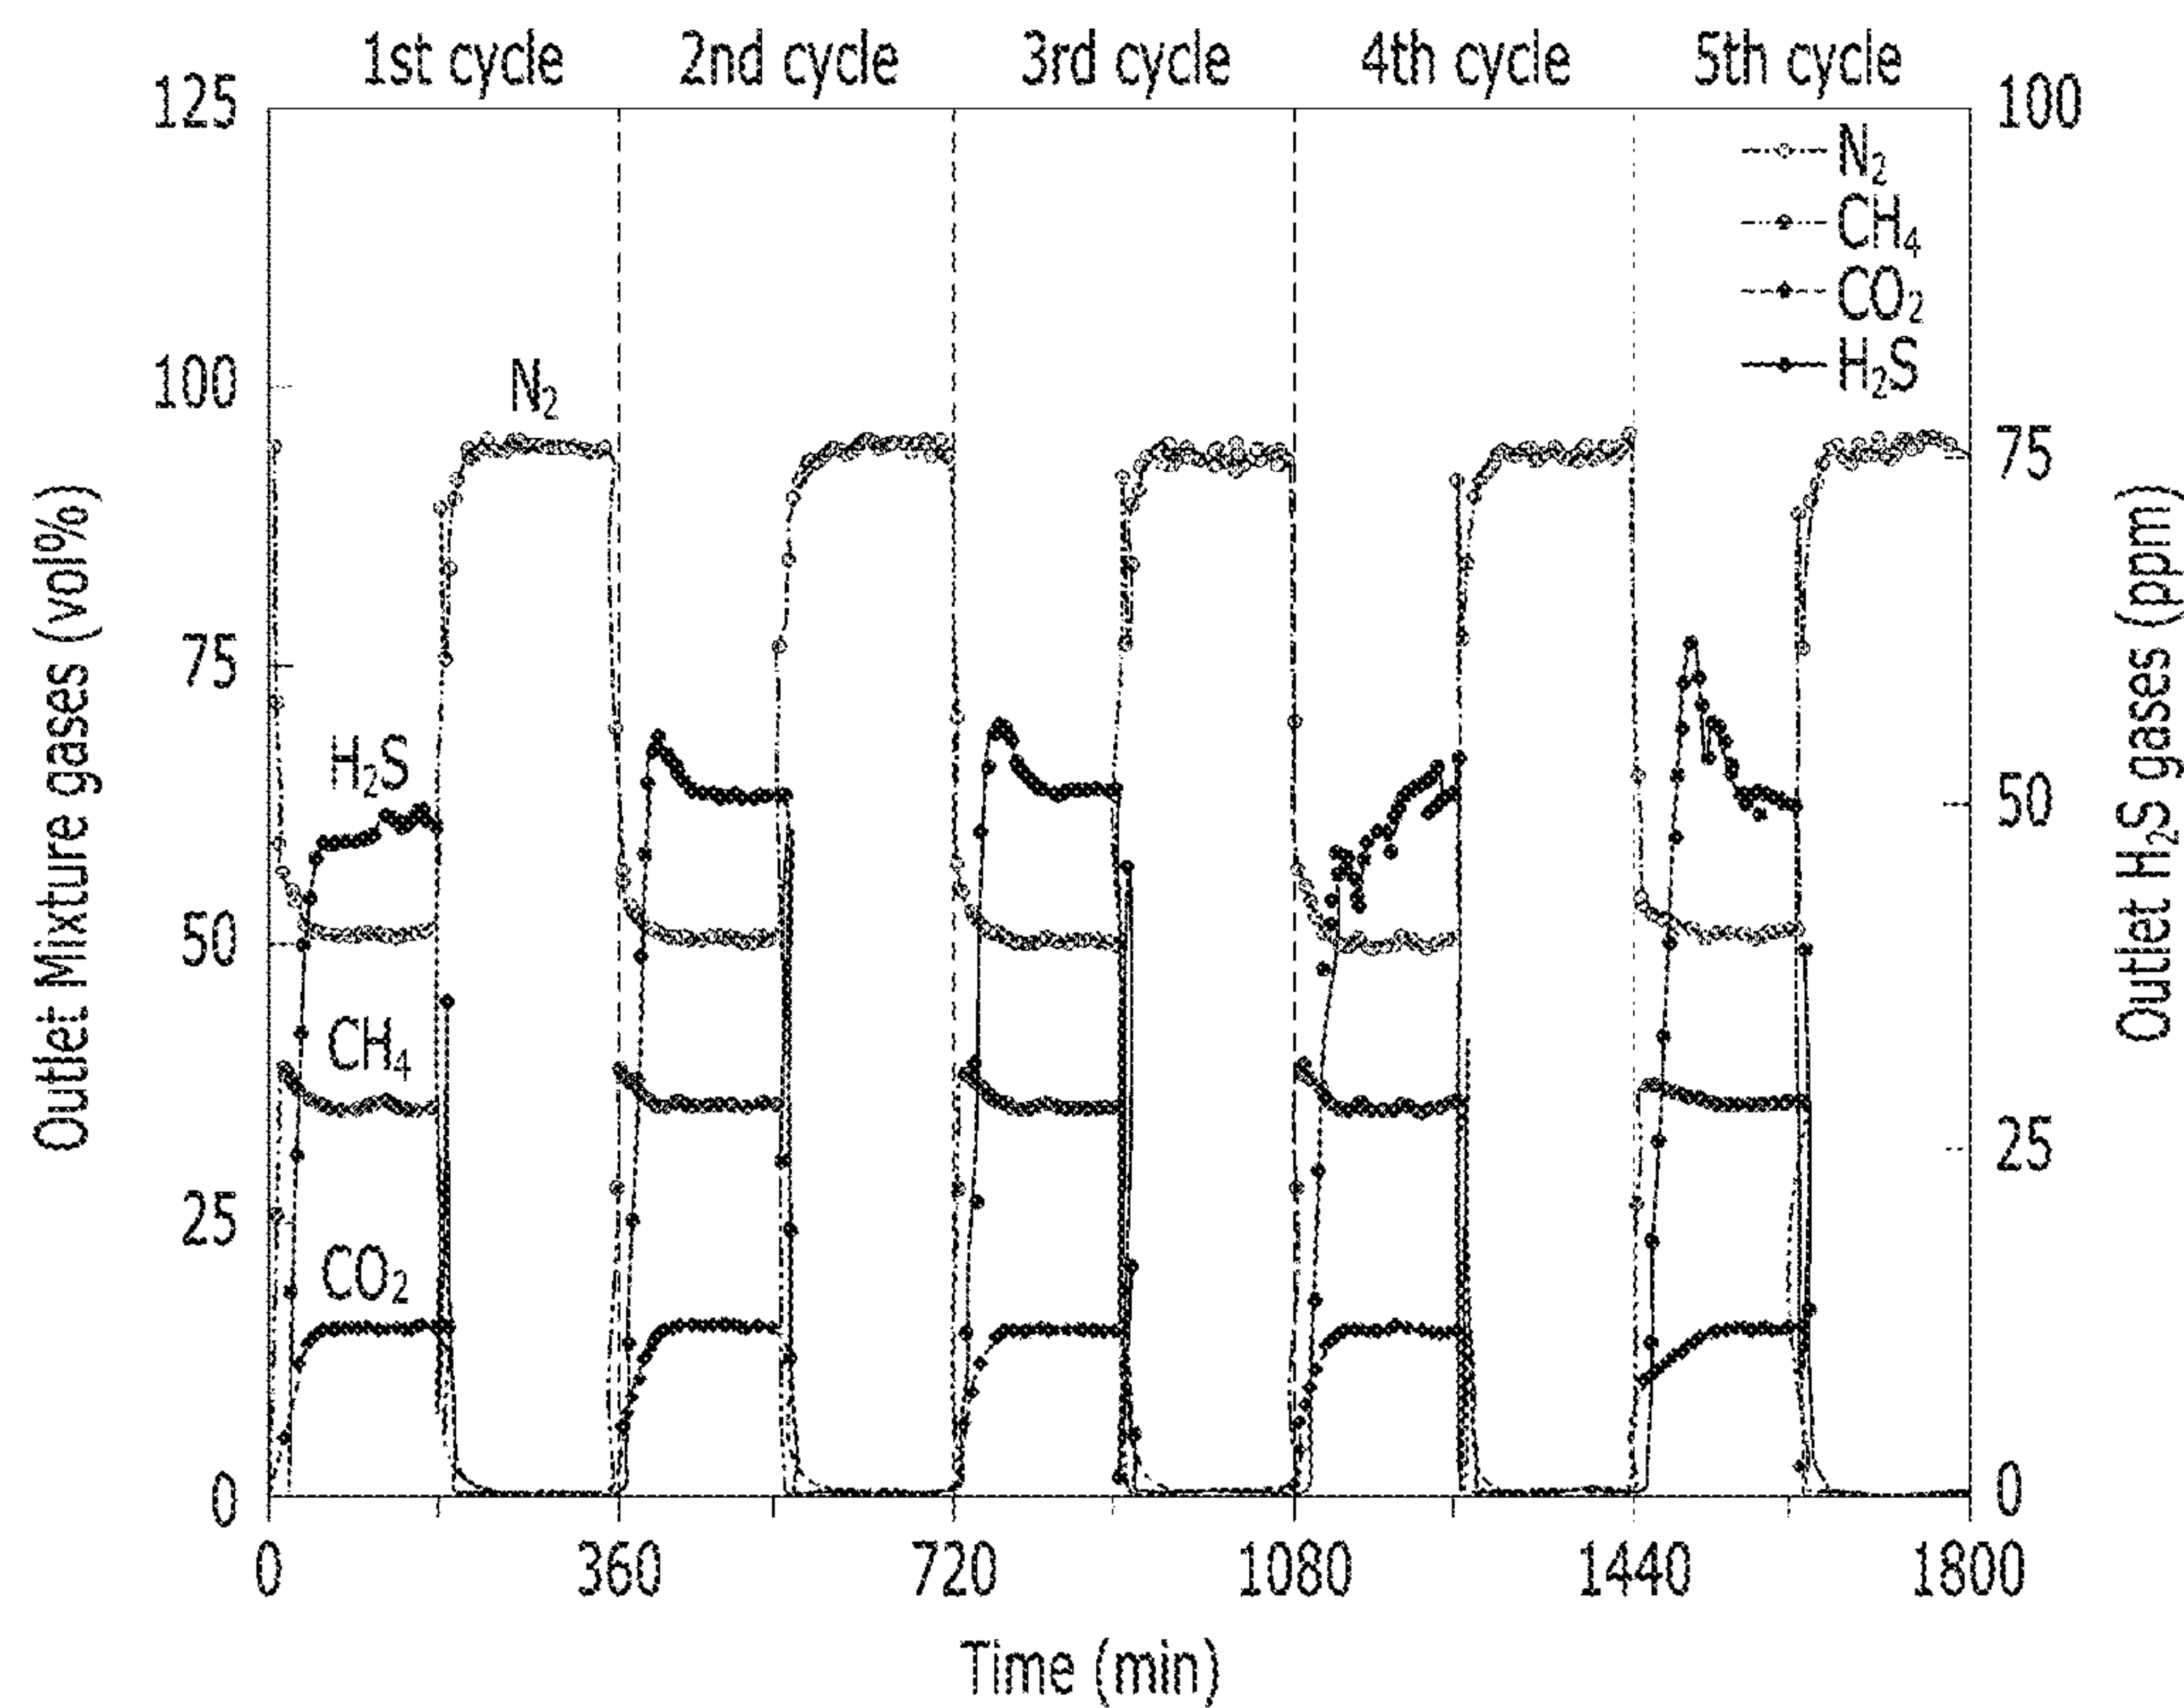 1st cycle 2nd cycle 3rd cycle 4th cycle 5th cycle
125
100
75
50
25
0
Outlet Mixture gases (vol%)
N₂
H₂S
CH₄
CO₂
N₂
CH₄
CO₂
H₂S
100
75
50
25
0
Outlet H₂S gases (ppm)
0 360 720 1080 1440 1800
Time (min)